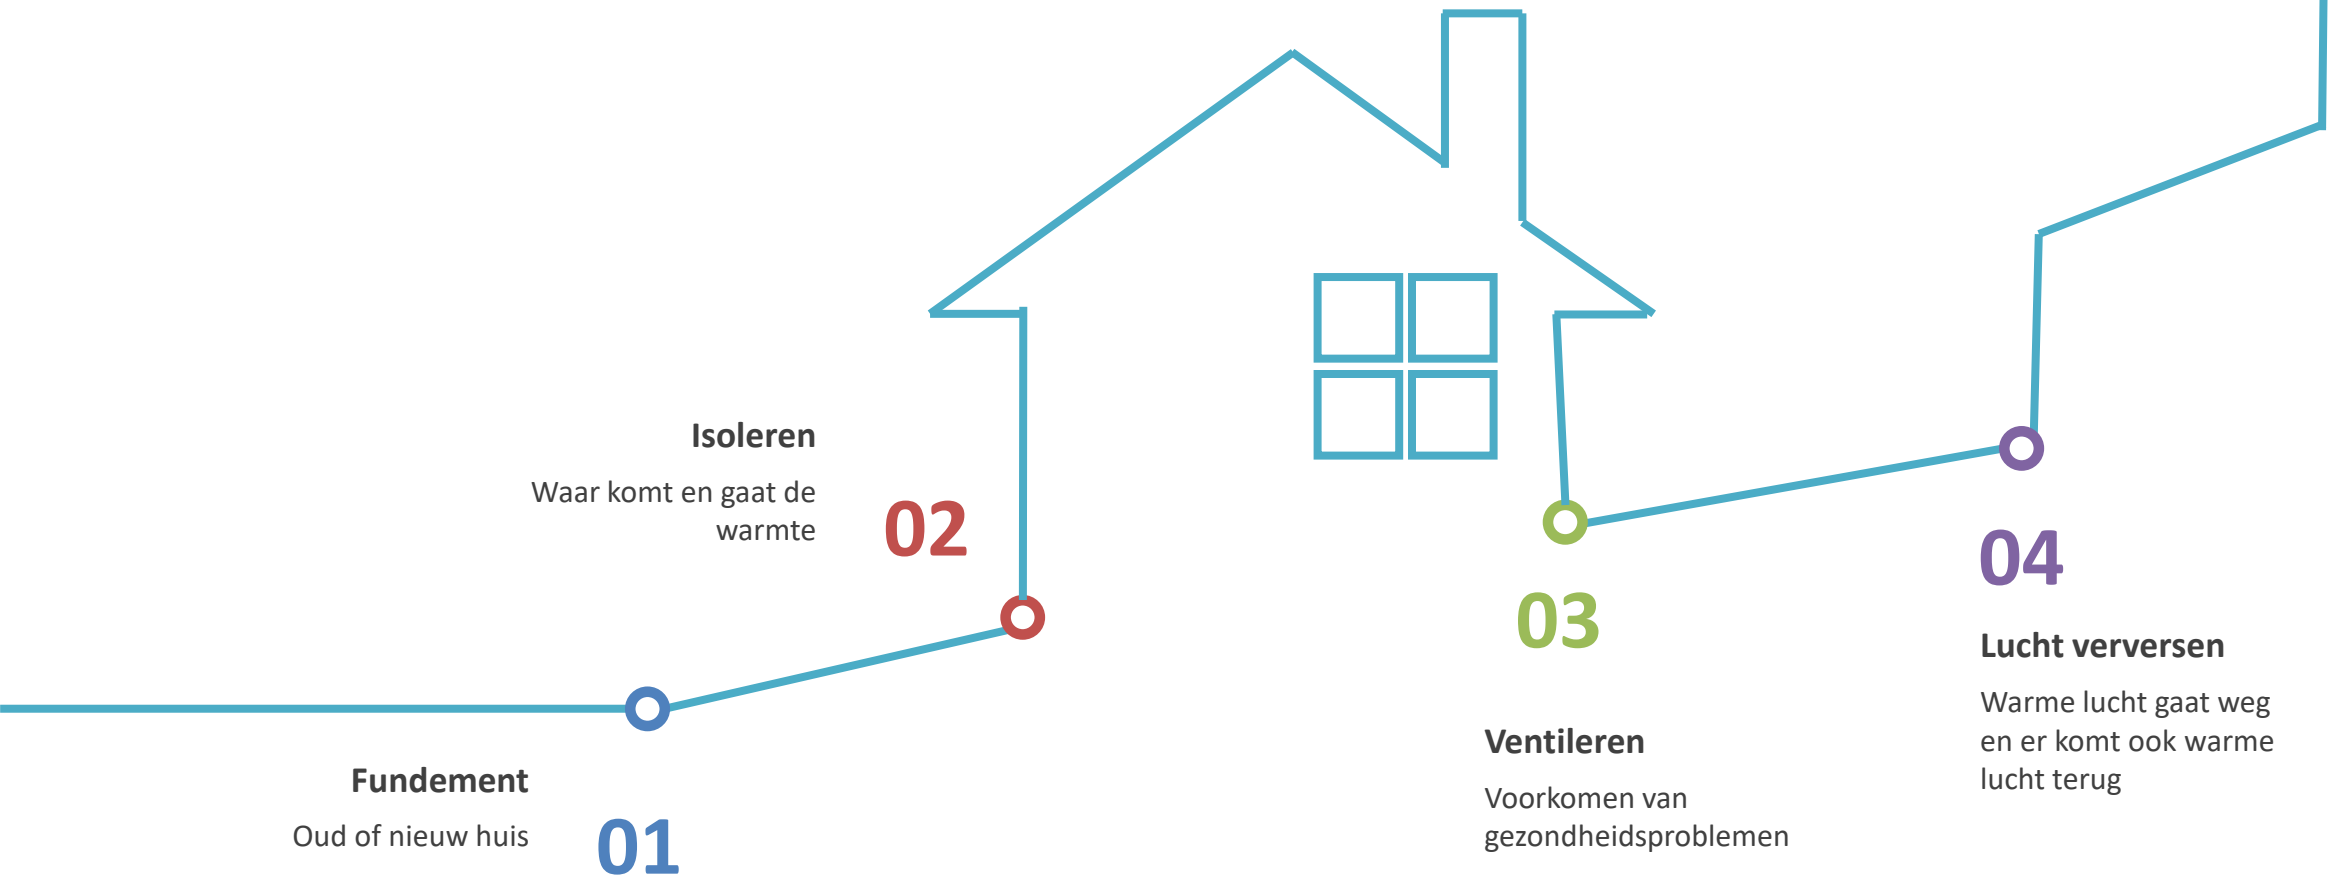 Fundement
Oud of nieuw huis
01
Isoleren
Waar komt en gaat de
warmte
02
03
Ventileren
Voorkomen van
gezondheidsproblemen
04
Lucht verversen
Warme lucht gaat weg
en er komt ook warme
lucht terug